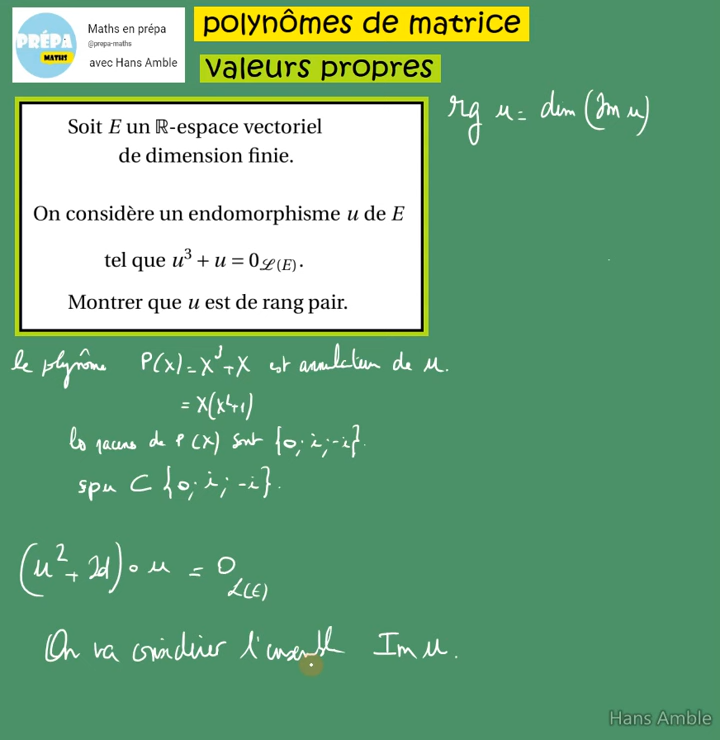 PRÉPA
MATHS
Maths en prépa
@prepa-maths
avec Hans Amble
polynômes de matrice
valeurs propres
Soit E un ℝ-espace vectoriel
de dimension finie.
On considère un endomorphisme u de E
tel que u³ + u = 0_ℒ(E).
Montrer que u est de rang pair.
rg u = dim (Im u)
le polynôme P(X) = X³ + X est annulateur de u.
= X(X²+1)
les racines de P(X) sont {0; i; -i}.
spu ⊂ {0; i; -i}.
(u² + Id) ∘ u = 0_L(E)
On va considérer l'ensemble Im u.
Hans Amble